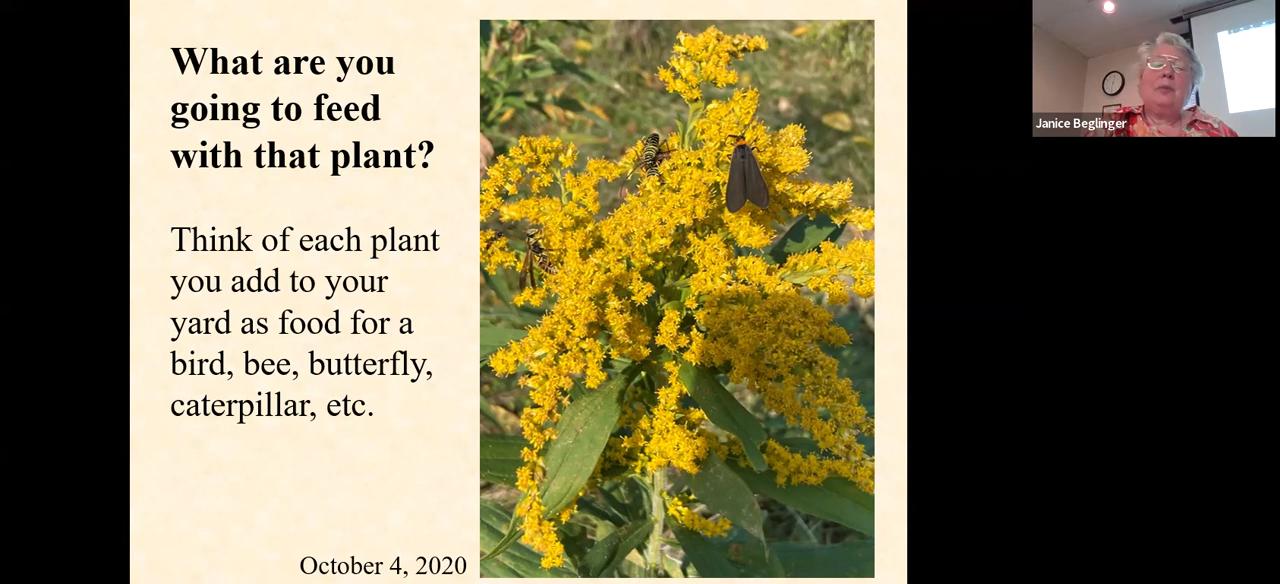 What are you
going to feed
with that plant?
Think of each plant
you add to your
yard as food for a
bird, bee, butterfly,
caterpillar, etc.
October 4, 2020
Janice Beglinger